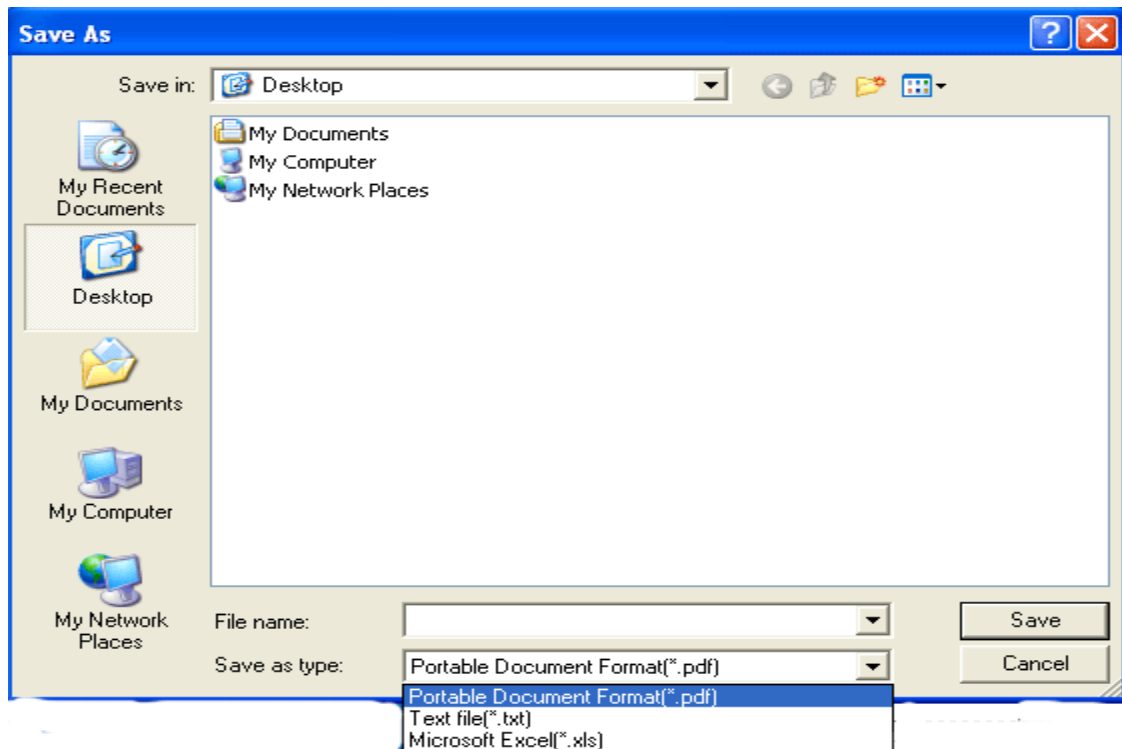 Save As
Save in: Desktop
My Documents
My Computer
My Network Places
My Recent
Documents
Desktop
My Documents
My Computer
My Network
Places
File name:
Save
Save as type: Portable Document Format(*.pdf)
Cancel
Portable Document Format(*.pdf)
Text file(*.txt)
Microsoft Excel(*.xls)